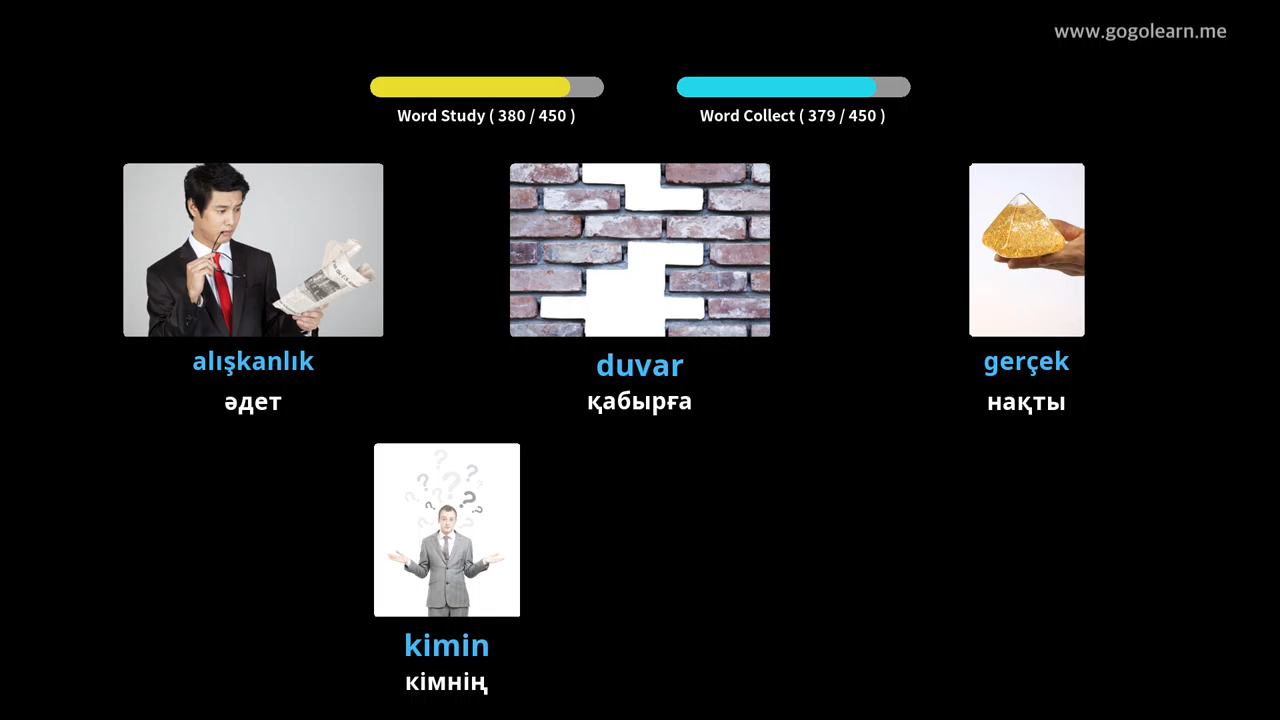 www.gogolearn.me
Word Study ( 380 / 450 )
Word Collect ( 379 / 450 )
alışkanlık
әдет
duvar
қабырға
gerçek
нақты
kimin
кімнің